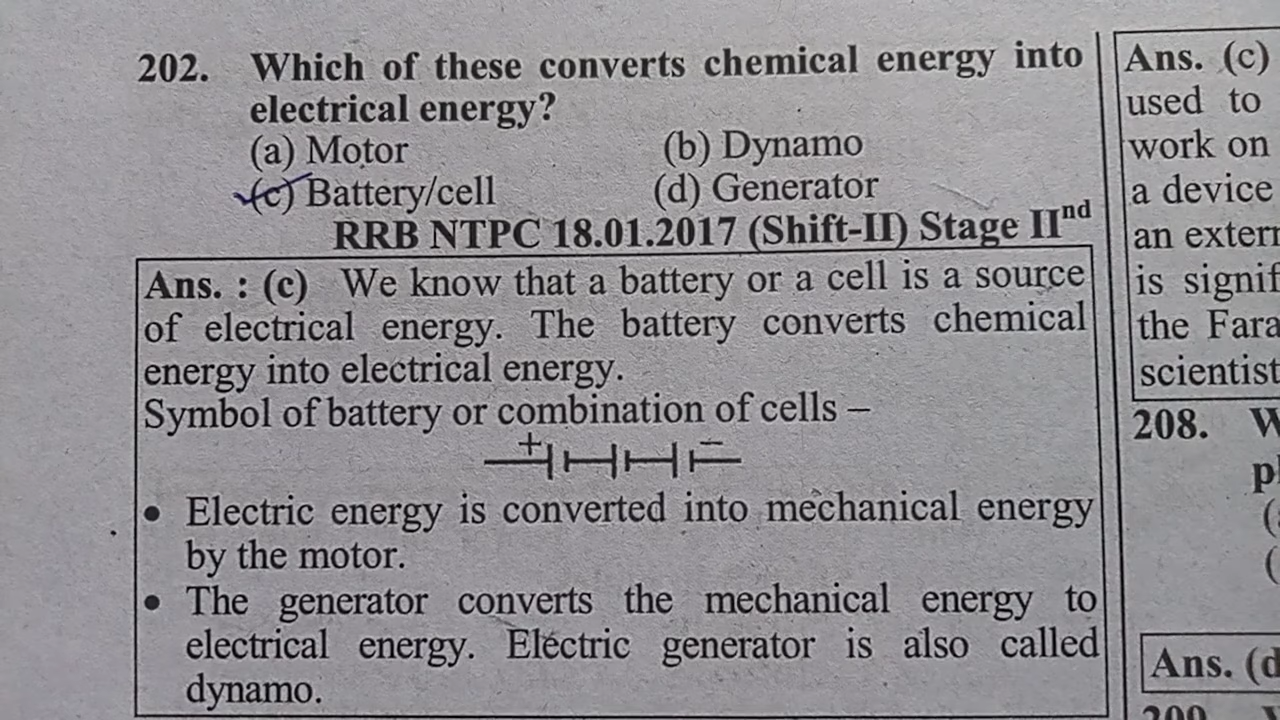 202. Which of these converts chemical energy into
electrical energy?
(a) Motor (b) Dynamo
(c) Battery/cell (d) Generator
RRB NTPC 18.01.2017 (Shift-II) Stage IInd
Ans. : (c) We know that a battery or a cell is a source
of electrical energy. The battery converts chemical
energy into electrical energy.
Symbol of battery or combination of cells –
+ –
• Electric energy is converted into mechanical energy
by the motor.
• The generator converts the mechanical energy to
electrical energy. Electric generator is also called
dynamo.
Ans. (c)
used to
work on
a device
an extern
is signif
the Fara
scientist
208. W
pl
(
(
Ans. (d